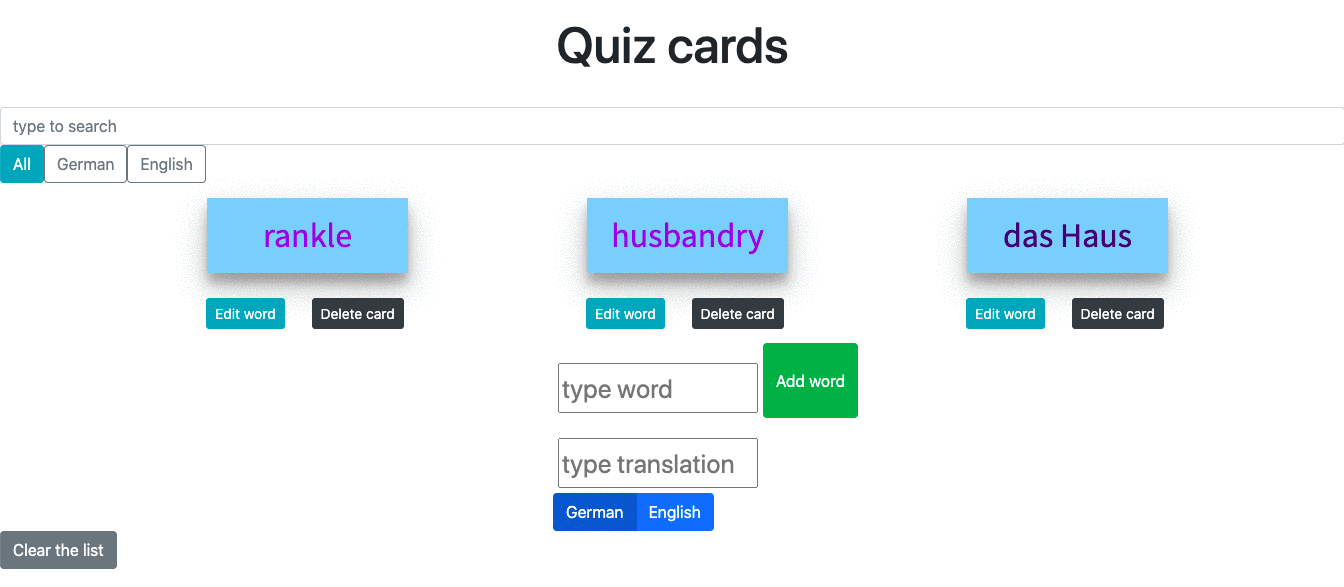 Quiz cards
type to search
All German English
rankle husbandry das Haus
Edit word Delete card Edit word Delete card Edit word Delete card
type word Add word
type translation
German English
Clear the list